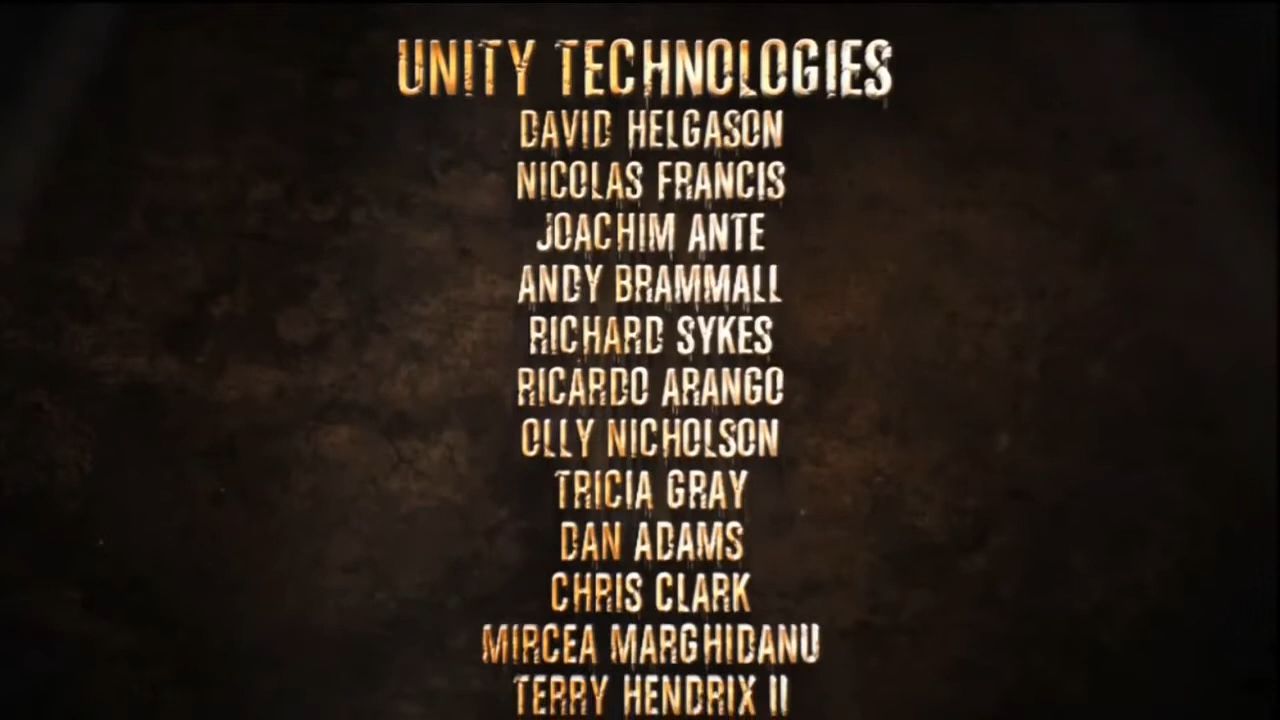 UNITY TECHNOLOGIES
DAVID HELGASON
NICOLAS FRANCIS
JOACHIM ANTE
ANDY BRAMMALL
RICHARD SYKES
RICARDO ARANGO
OLLY NICHOLSON
TRICIA GRAY
DAN ADAMS
CHRIS CLARK
MIRCEA MARGHIDANU
TERRY HENDRIX II